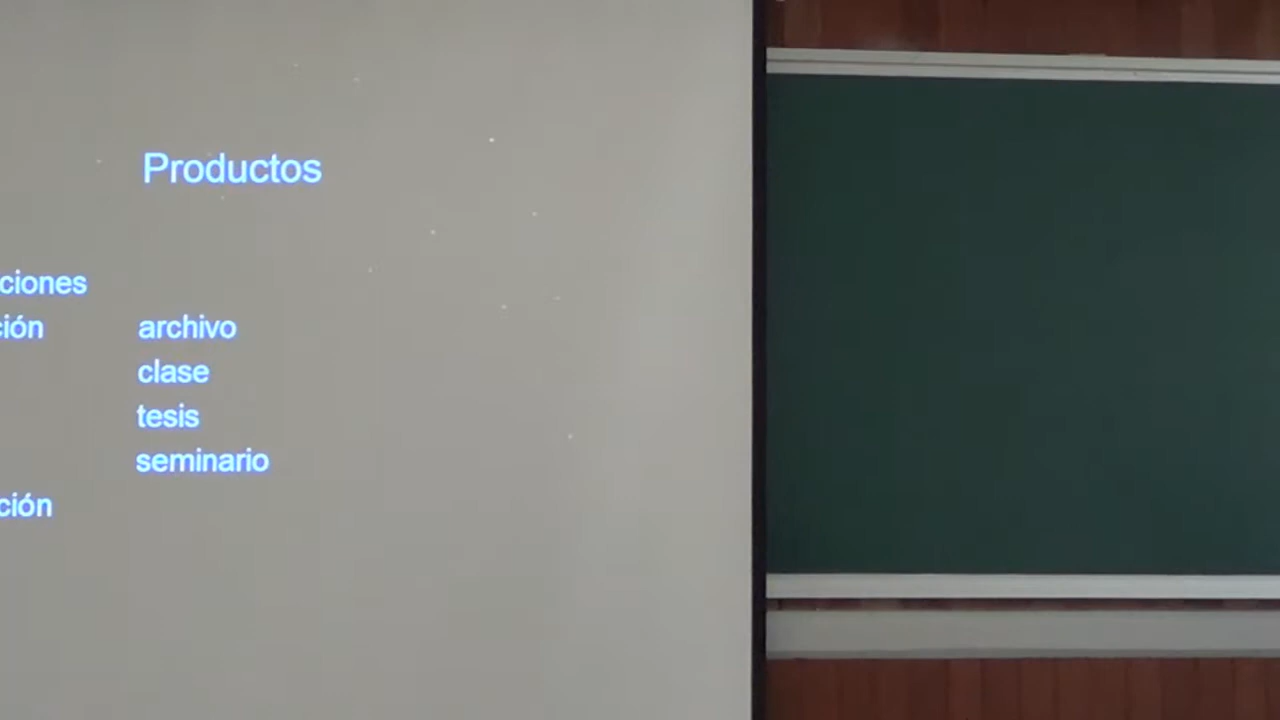 Productos
ciones
ción archivo
clase
tesis
seminario
ción